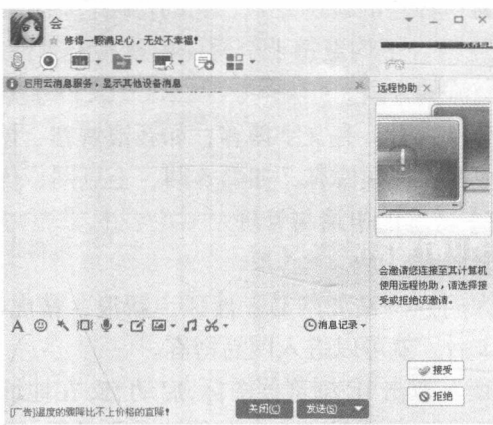 会
修得一颗满足心，无处不幸福！
启用云消息服务，显示其他设备消息
远程协助
会邀请您连接至其计算机
使用远程协助，请选择接
受或拒绝该邀请。
消息记录
接受
拒绝
[广告]温度的骤降比不上价格的直降！
关闭(C)
发送(S)